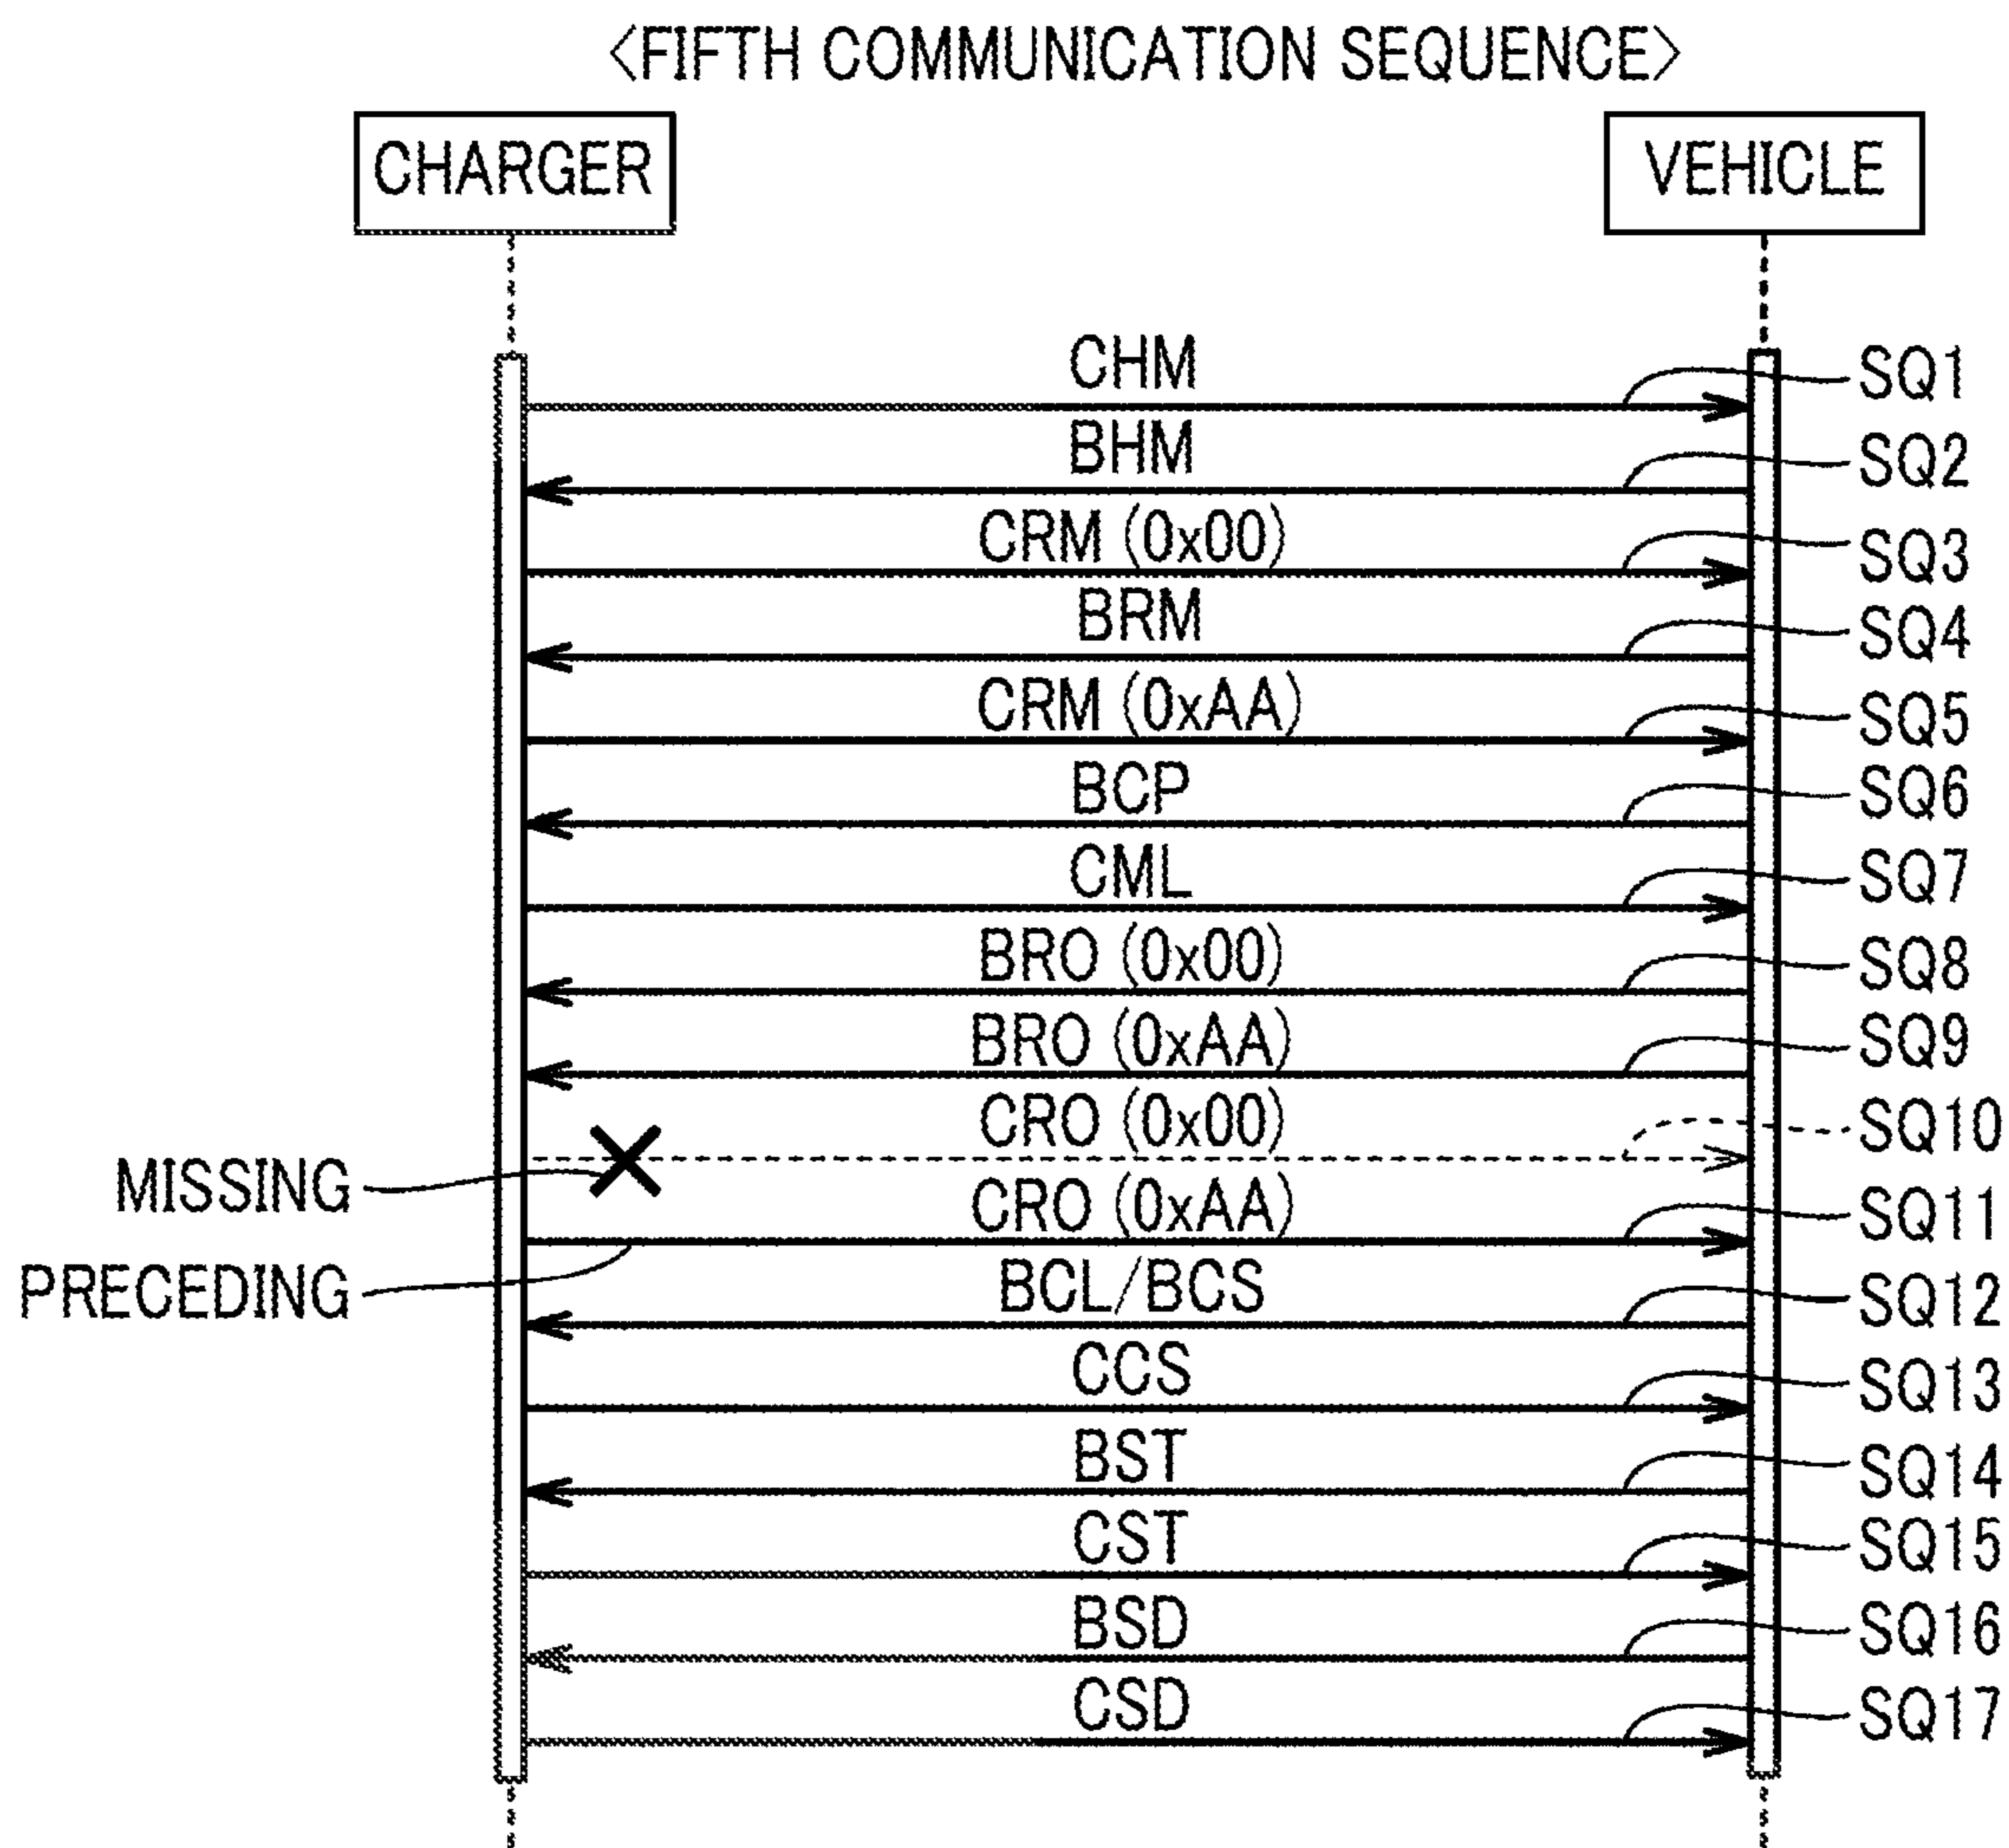 <FIFTH COMMUNICATION SEQUENCE>
CHARGER
VEHICLE
CHM
SQ1
BHM
SQ2
CRM (0x00)
SQ3
BRM
SQ4
CRM (0xAA)
SQ5
BCP
SQ6
CML
SQ7
BRO (0x00)
SQ8
BRO (0xAA)
SQ9
CRO (0x00)
SQ10
MISSING
CRO (0xAA)
SQ11
PRECEDING
BCL/BCS
SQ12
CCS
SQ13
BST
SQ14
CST
SQ15
BSD
SQ16
CSD
SQ17